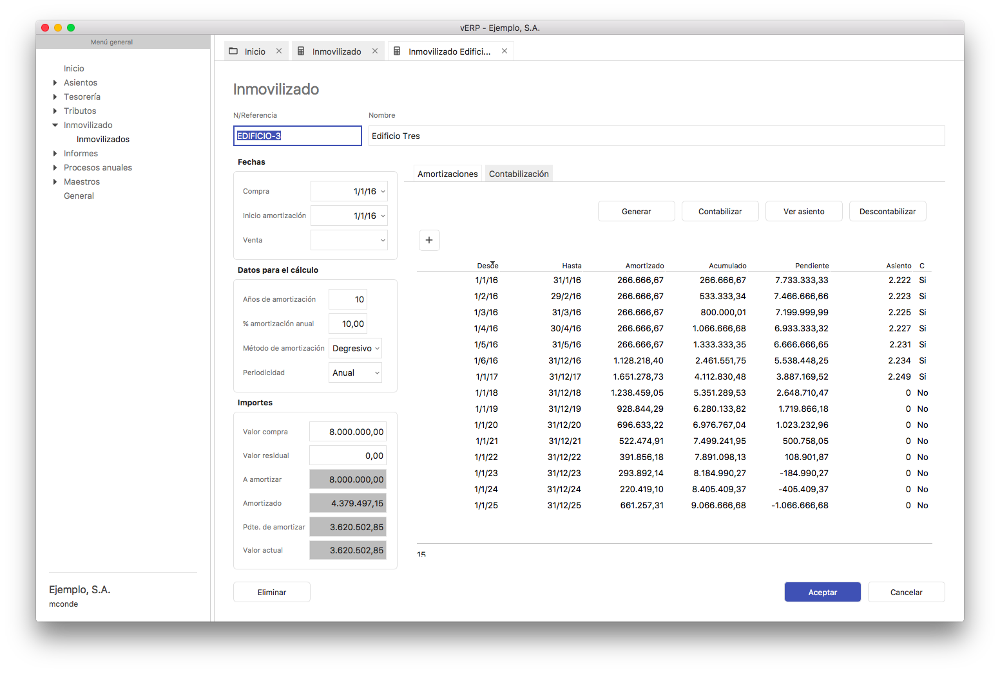 vERP - Ejemplo, S.A.
Menú general
Inicio
Asientos
Tesorería
Tributos
Inmovilizado
Inmovilizados
Informes
Procesos anuales
Maestros
General
Ejemplo, S.A.
mconde
Inicio Inmovilizado Inmovilizado Edifici...
Inmovilizado
N/Referencia Nombre
EDIFICIO-3 Edificio Tres
Fechas
Compra 1/1/16
Inicio amortización 1/1/16
Venta
Datos para el cálculo
Años de amortización 10
% amortización anual 10,00
Método de amortización Degresivo
Periodicidad Anual
Importes
Valor compra 8.000.000,00
Valor residual 0,00
A amortizar 8.000.000,00
Amortizado 4.379.497,15
Pdte. de amortizar 3.620.502,85
Valor actual 3.620.502,85
Amortizaciones Contabilización
Generar Contabilizar Ver asiento Descontabilizar
+
Desde Hasta Amortizado Acumulado Pendiente Asiento C
1/1/16 31/1/16 266.666,67 266.666,67 7.733.333,33 2.222 Si
1/2/16 29/2/16 266.666,67 533.333,34 7.466.666,66 2.223 Si
1/3/16 31/3/16 266.666,67 800.000,01 7.199.999,99 2.225 Si
1/4/16 30/4/16 266.666,67 1.066.666,68 6.933.333,32 2.227 Si
1/5/16 31/5/16 266.666,67 1.333.333,35 6.666.666,65 2.231 Si
1/6/16 31/12/16 1.128.218,40 2.461.551,75 5.538.448,25 2.234 Si
1/1/17 31/12/17 1.651.278,73 4.112.830,48 3.887.169,52 2.249 Si
1/1/18 31/12/18 1.238.459,05 5.351.289,53 2.648.710,47 0 No
1/1/19 31/12/19 928.844,29 6.280.133,82 1.719.866,18 0 No
1/1/20 31/12/20 696.633,22 6.976.767,04 1.023.232,96 0 No
1/1/21 31/12/21 522.474,91 7.499.241,95 500.758,05 0 No
1/1/22 31/12/22 391.856,18 7.891.098,13 108.901,87 0 No
1/1/23 31/12/23 293.892,14 8.184.990,27 -184.990,27 0 No
1/1/24 31/12/24 220.419,10 8.405.409,37 -405.409,37 0 No
1/1/25 31/12/25 661.257,31 9.066.666,68 -1.066.666,68 0 No
15
Eliminar Aceptar Cancelar